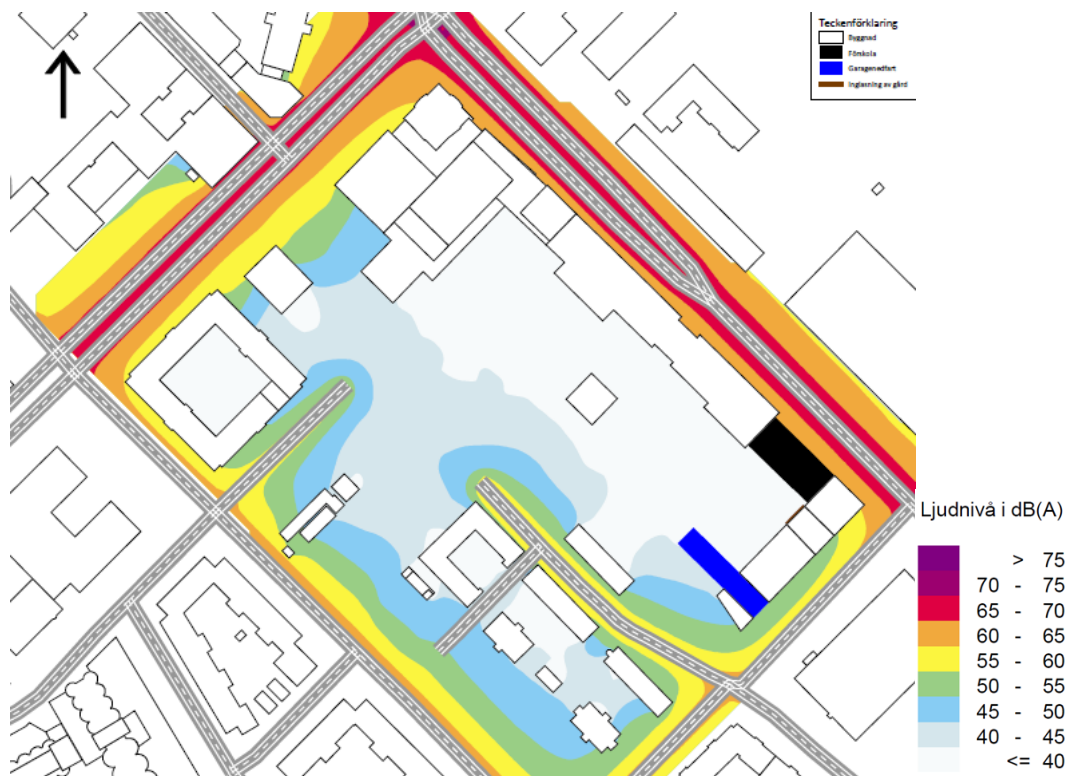 Teckenförklaring
Byggnad
Förskola
Garagenedfart
Inglasning av gård
Ljudnivå i dB(A)
> 75
70 - 75
65 - 70
60 - 65
55 - 60
50 - 55
45 - 50
40 - 45
<= 40